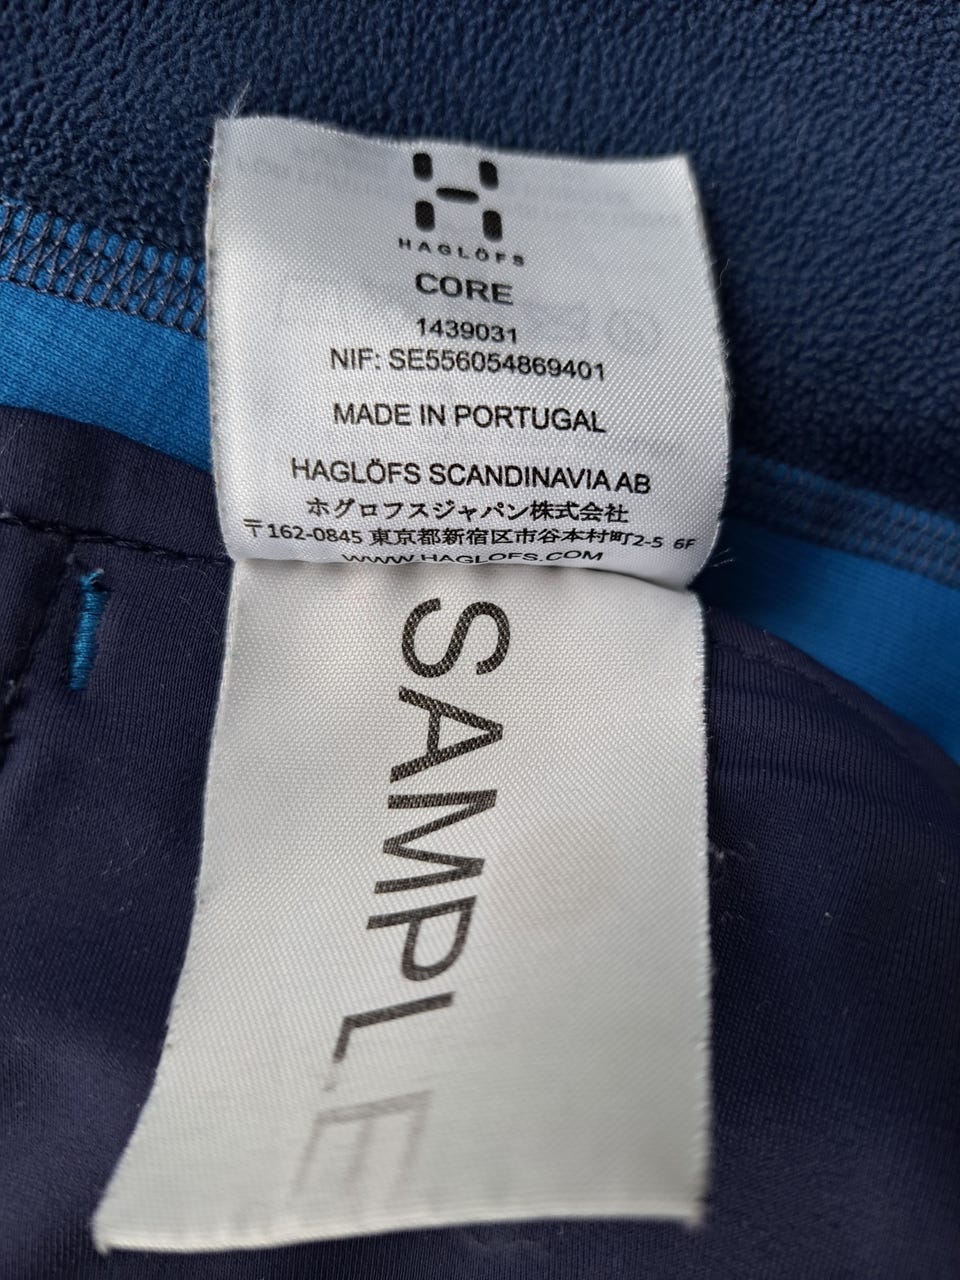 HAGLÖFS
CORE
1439031
NIF: SE556054869401
MADE IN PORTUGAL
HAGLÖFS SCANDINAVIA AB
ホグロフスジャパン株式会社
〒162-0845 東京都新宿区市谷本村町2-5 6F
WWW.HAGLOFS.COM
SAMPLE